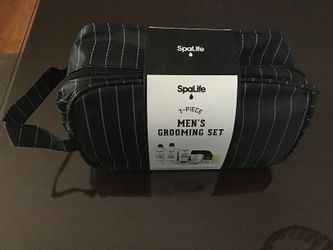 SpaLife
SpaLife
7-PIECE
MEN'S
GROOMING SET